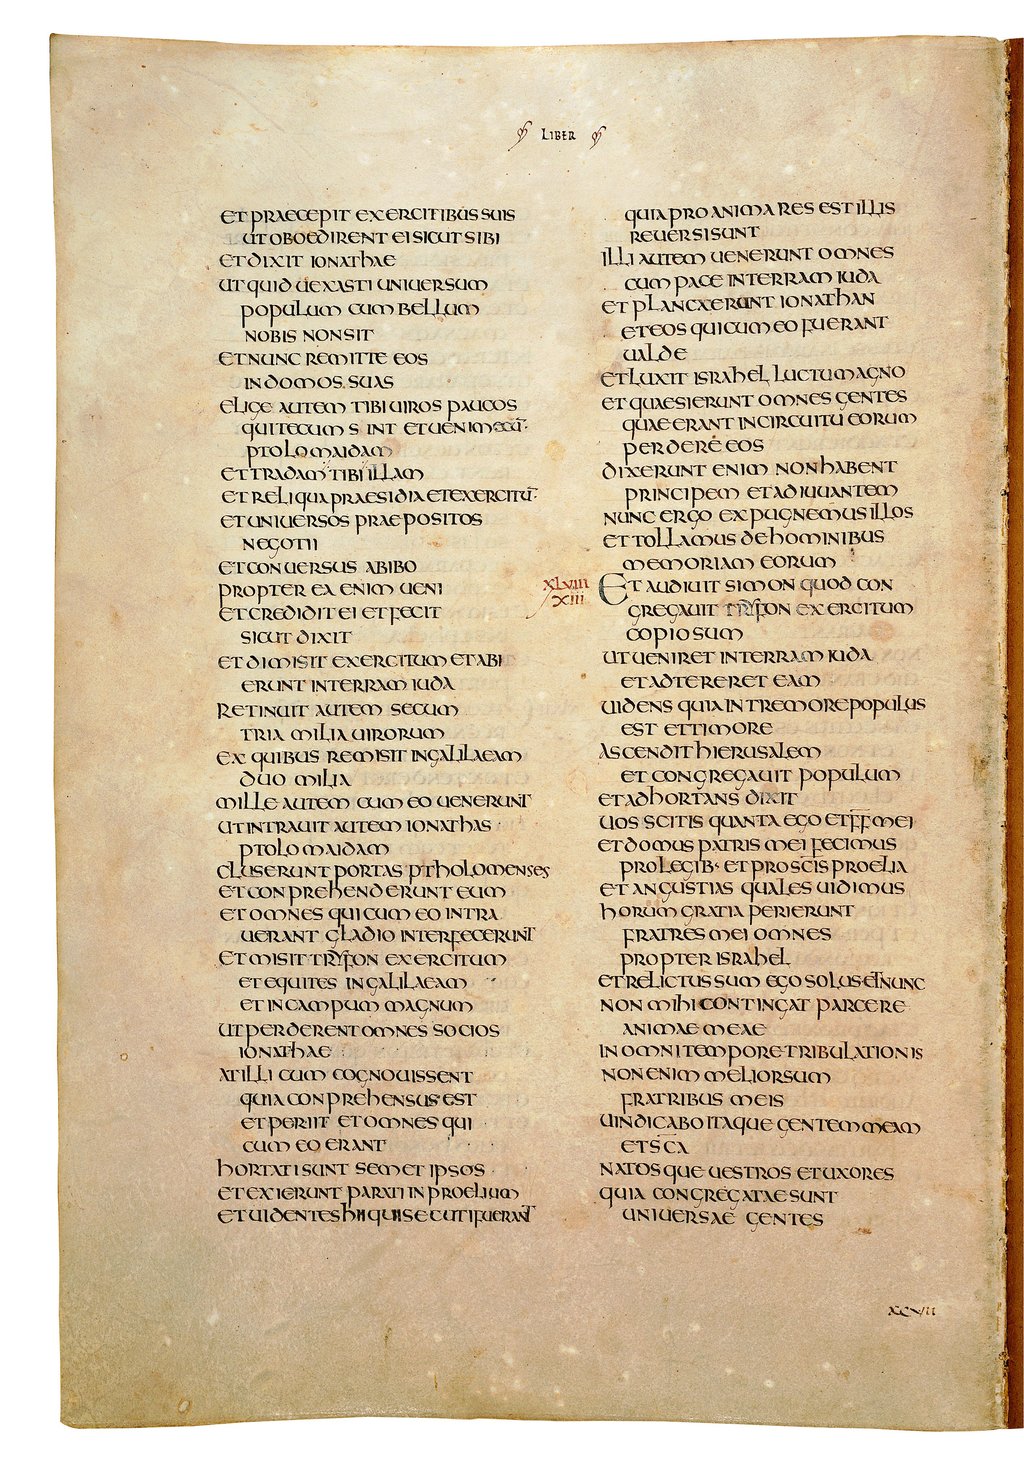 LIBER
ET PRAECEPIT EXERCITIBUS SUIS
UT OBOEDIRENT EI SICUT SIBI
ET DIXIT IONATHAE
UT QUID UEXASTI UNIUERSUM
POPULUM CUM BELLUM
NOBIS NON SIT
ET NUNC REMITTE EOS
IN DOMOS SUAS
ELIGE AUTEM TIBI UIROS PAUCOS
QUI TECUM SINT ET UENI MECŪ
PTOLOMAIDAM
ET TRADAM TIBI ILLAM
ET RELIQUA PRAESIDIA ET EXERCITŪ
ET UNIUERSOS PRAEPOSITOS
NEGOTII
ET CONUERSUS ABIBO
PROPTER EA ENIM UENI
ET CREDIDIT EI ET FECIT
SICUT DIXIT
ET DIMISIT EXERCITUM ET ABI
ERUNT IN TERRAM IUDA
RETINUIT AUTEM SECUM
TRIA MILIA UIRORUM
EX QUIBUS REMISIT IN GALILAEAM
DUO MILIA
MILLE AUTEM CUM EO UENERUNT
UT INTRAUIT AUTEM IONATHAS
PTOLOMAIDAM
CLUSERUNT PORTAS PTHOLOMENSES
ET CONPREHENDERUNT EUM
ET OMNES QUI CUM EO INTRA
UERANT GLADIO INTERFECERUNT
ET MISIT TRYFON EXERCITUM
ET EQUITES IN GALILAEAM
ET IN CAMPUM MAGNUM
UT PERDERENT OMNES SOCIOS
IONATHAE
AT ILLI CUM COGNOUISSENT
QUIA CONPREHENSUS EST
ET PERIIT ET OMNES QUI
CUM EO ERANT
HORTATI SUNT SEMET IPSOS
ET EXIERUNT PARATI IN PROELIUM
ET UIDENTES HII QUI INSECUTI FUERANT
QUIA PRO ANIMA RES EST ILLIS
REUERSI SUNT
ILLI AUTEM UENERUNT OMNES
CUM PACE IN TERRAM IUDA
ET PLANCXERUNT IONATHAN
ET EOS QUI CUM EO FUERANT
UALDE
ET LUXIT ISRAHEL LUCTU MAGNO
ET QUAESIERUNT OMNES GENTES
QUAE ERANT IN CIRCUITU EORUM
PERDERE EOS
DIXERUNT ENIM NON HABENT
PRINCIPEM ET ADIUUANTEM
NUNC ERGO EXPUGNEMUS ILLOS
ET TOLLAMUS DE HOMINIBUS
MEMORIAM EORUM
XLVIII
XIII
ET AUDIUIT SIMON QUOD CON
GREGAUIT TRYFON EXERCITUM
COPIOSUM
UT UENIRET IN TERRAM IUDA
ET ADTERERET EAM
UIDENS QUIA IN TREMORE POPULUS
EST ET TIMORE
ASCENDIT HIERUSALEM
ET CONGREGAUIT POPULUM
ET ADHORTANS DIXIT
UOS SCITIS QUANTA EGO ET F̄F̄ MEI
ET DOMUS PATRIS MEI FECIMUS
PRO LEGIB· ET PRO SC̄IS PROELIA
ET ANGUSTIAS QUALES UIDIMUS
HORUM GRATIA PERIERUNT
FRATRES MEI OMNES
PROPTER ISRAHEL
ET RELICTUS SUM EGO SOLUS ET NUNC
NON MIHI CONTINGAT PARCERE
ANIMAE MEAE
IN OMNI TEMPORE TRIBULATIONIS
NON ENIM MELIOR SUM
FRATRIBUS MEIS
UINDICABO ITAQUE GENTEM MEAM
ET SCA
NATOSQUE UESTROS ET UXORES
QUIA CONGREGATAE SUNT
UNIUERSAE GENTES
XCVII